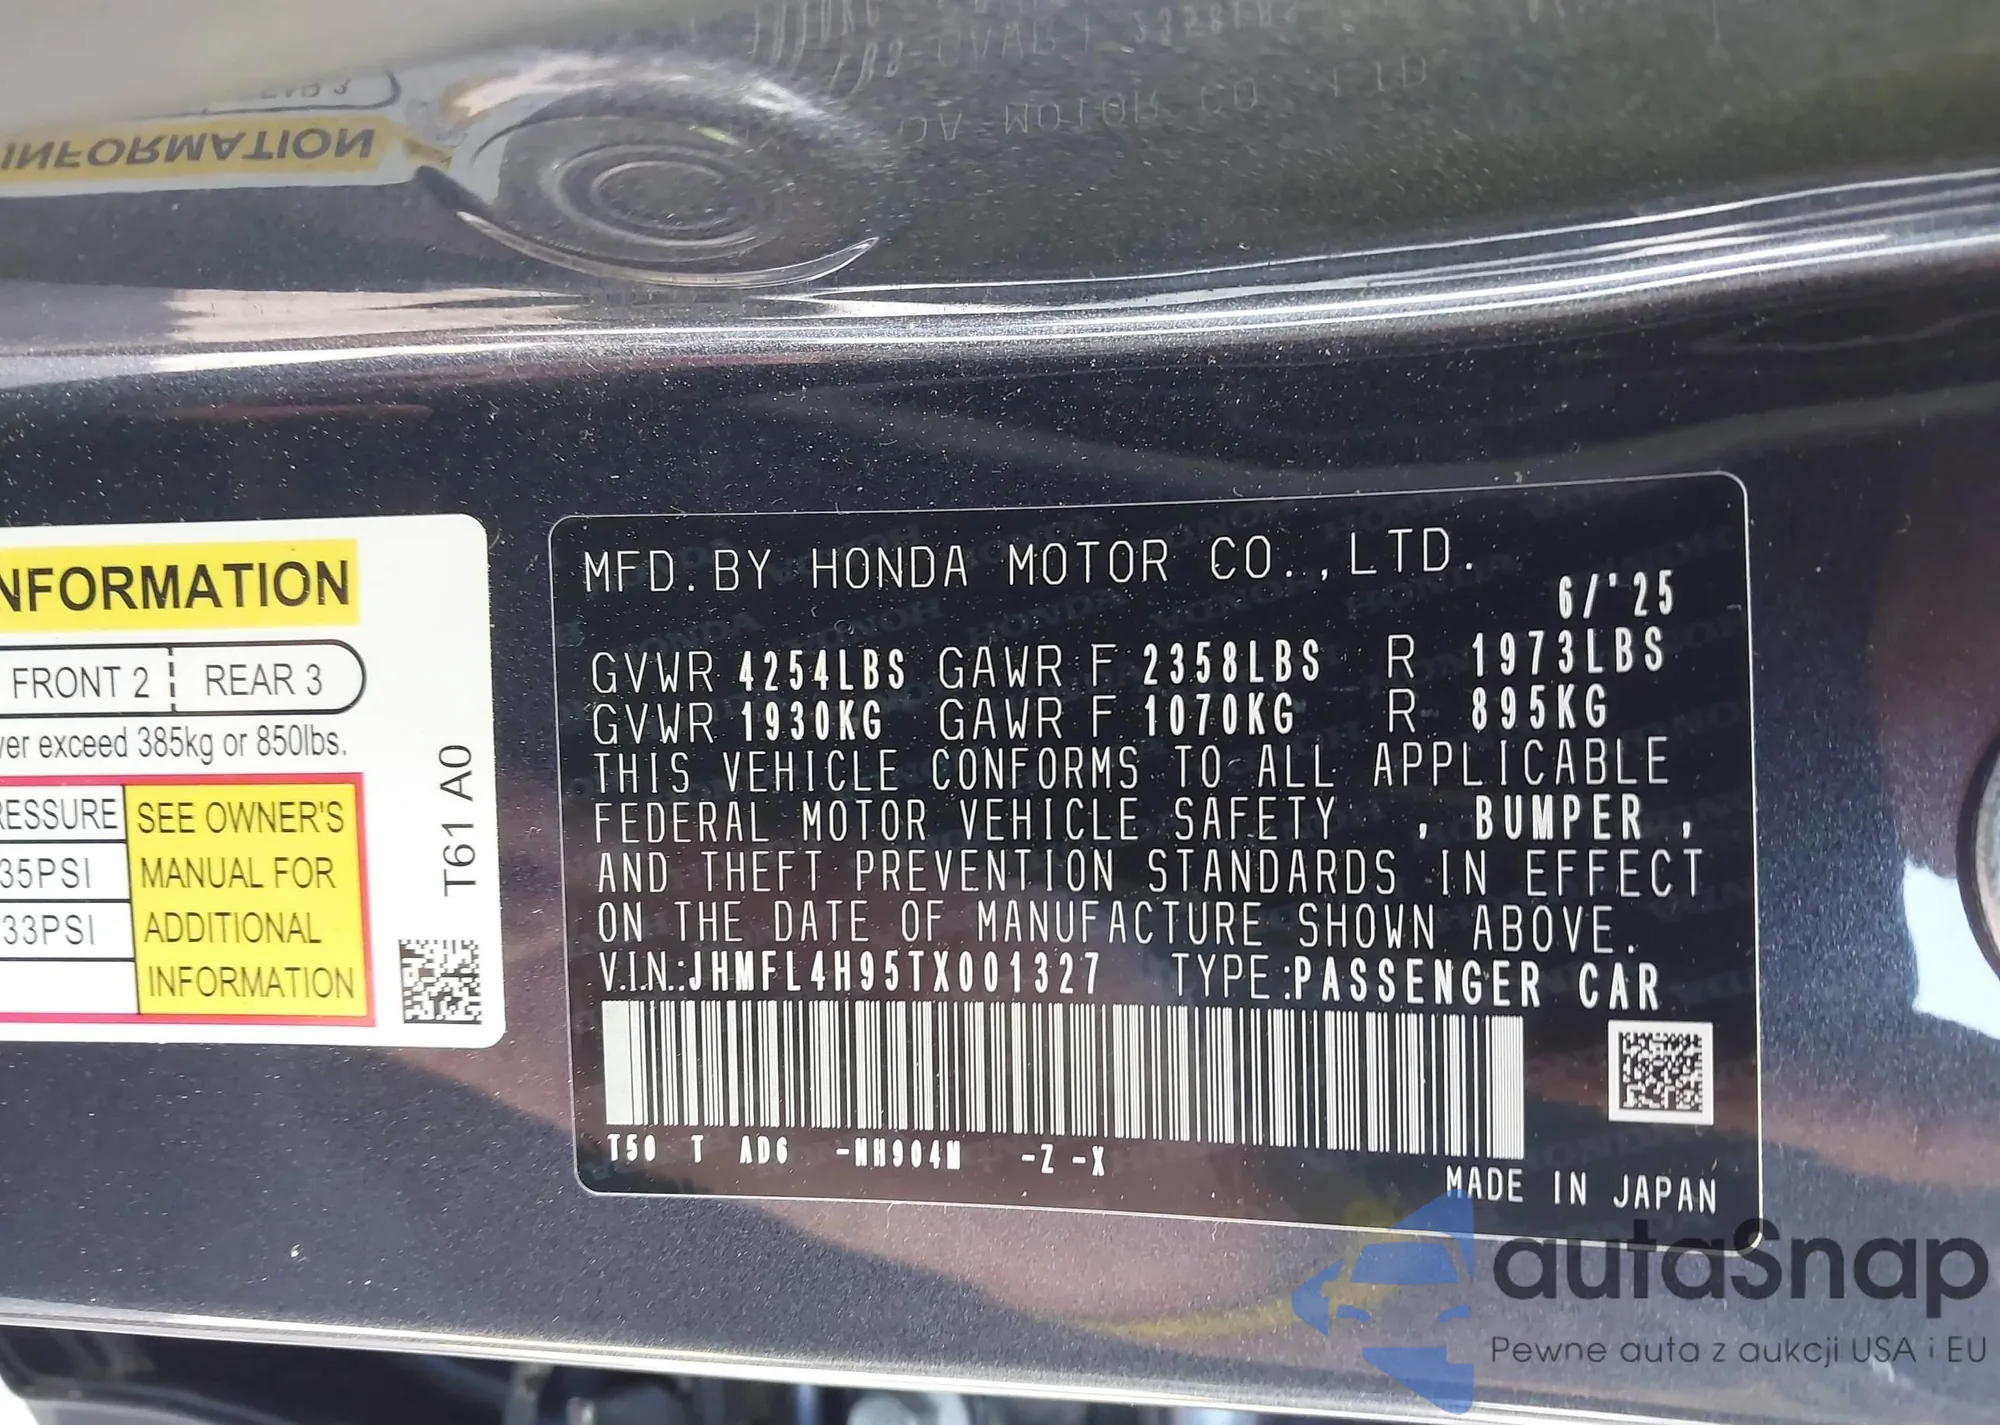 NFORMATION
FRONT 2 REAR 3
ver exceed 385kg or 850lbs.
RESSURE
35PSI
33PSI
SEE OWNER'S
MANUAL FOR
ADDITIONAL
INFORMATION
T61 A0
MFD.BY HONDA MOTOR CO.,LTD.
6/'25
GVWR 4254LBS GAWR F 2358LBS R 1973LBS
GVWR 1930KG GAWR F 1070KG R 895KG
THIS VEHICLE CONFORMS TO ALL APPLICABLE
FEDERAL MOTOR VEHICLE SAFETY , BUMPER ,
AND THEFT PREVENTION STANDARDS IN EFFECT
ON THE DATE OF MANUFACTURE SHOWN ABOVE.
V.I.N.:JHMFL4H95TX001327 TYPE:PASSENGER CAR
T50 T AD6 -NH904M -Z -X
MADE IN JAPAN
autaSnap
Pewne auta z aukcji USA i EU